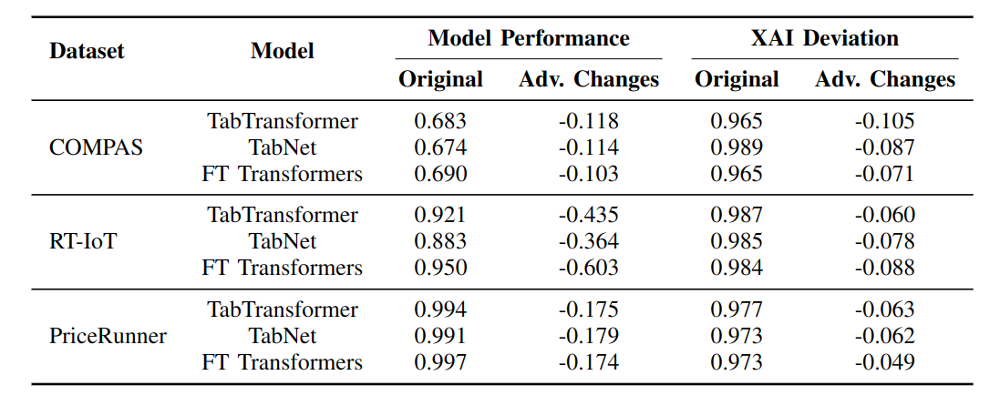 Dataset Model Model Performance XAI Deviation
Original Adv. Changes Original Adv. Changes
COMPAS TabTransformer 0.683 -0.118 0.965 -0.105
TabNet 0.674 -0.114 0.989 -0.087
FT Transformers 0.690 -0.103 0.965 -0.071
RT-IoT TabTransformer 0.921 -0.435 0.987 -0.060
TabNet 0.883 -0.364 0.985 -0.078
FT Transformers 0.950 -0.603 0.984 -0.088
PriceRunner TabTransformer 0.994 -0.175 0.977 -0.063
TabNet 0.991 -0.179 0.973 -0.062
FT Transformers 0.997 -0.174 0.973 -0.049